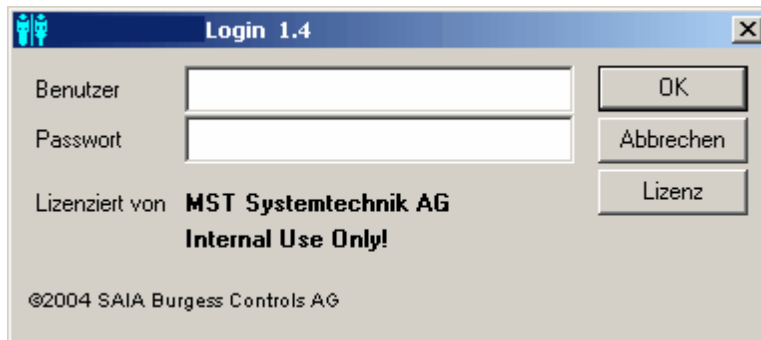 Login 1.4
Benutzer
OK
Passwort
Abbrechen
Lizenziert von MST Systemtechnik AG
Lizenz
Internal Use Only!
©2004 SAIA Burgess Controls AG